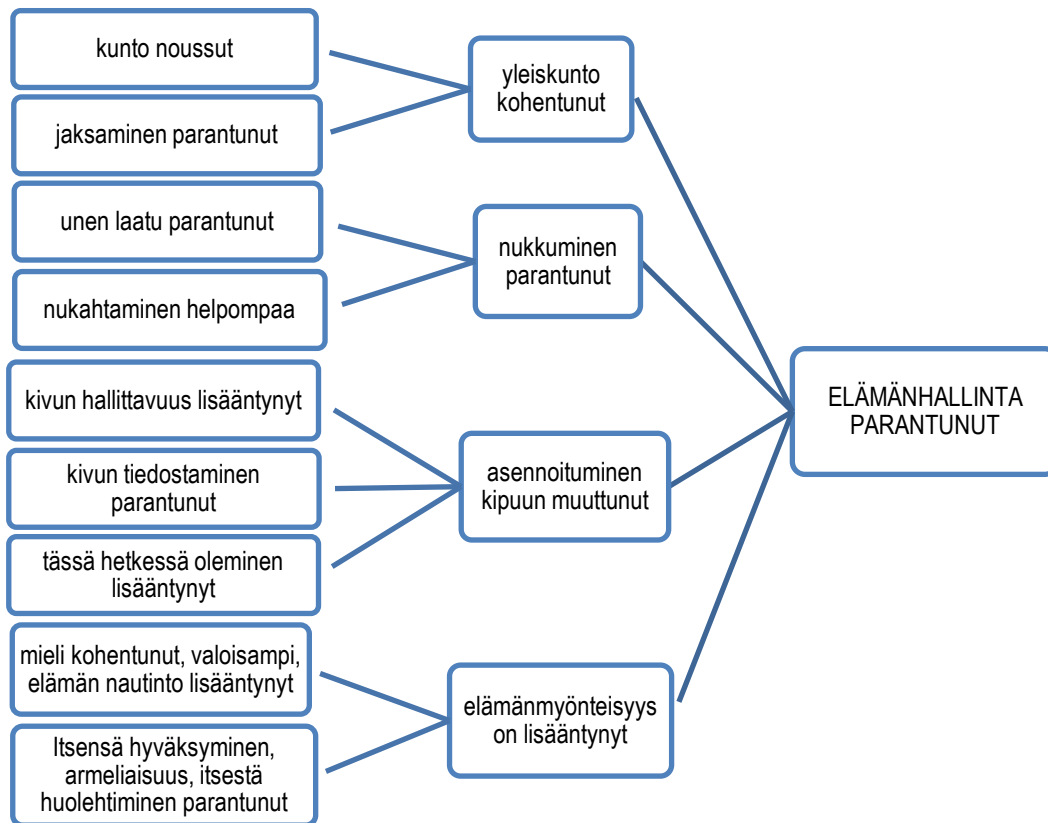 kunto noussut
jaksaminen parantunut
yleiskunto
kohentunut
unen laatu parantunut
nukahtaminen helpompaa
nukkuminen
parantunut
kivun hallittavuus lisääntynyt
kivun tiedostaminen
parantunut
tässä hetkessä oleminen
lisääntynyt
asennoituminen
kipuun muuttunut
mieli kohentunut, valoisampi,
elämän nautinto lisääntynyt
Itsensä hyväksyminen,
armeliaisuus, itsestä
huolehtiminen parantunut
elämänmyönteisyys
on lisääntynyt
ELÄMÄNHALLINTA
PARANTUNUT